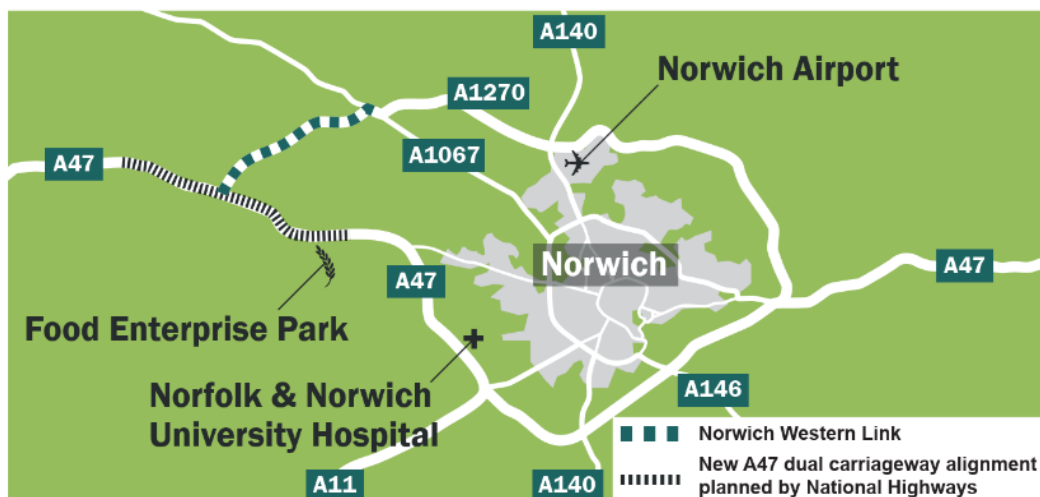 A140
Norwich Airport
A1270
A1067
A47
Norwich
A47
A47
Food Enterprise Park
Norfolk & Norwich
University Hospital
A146
A11
A140
Norwich Western Link
New A47 dual carriageway alignment
planned by National Highways